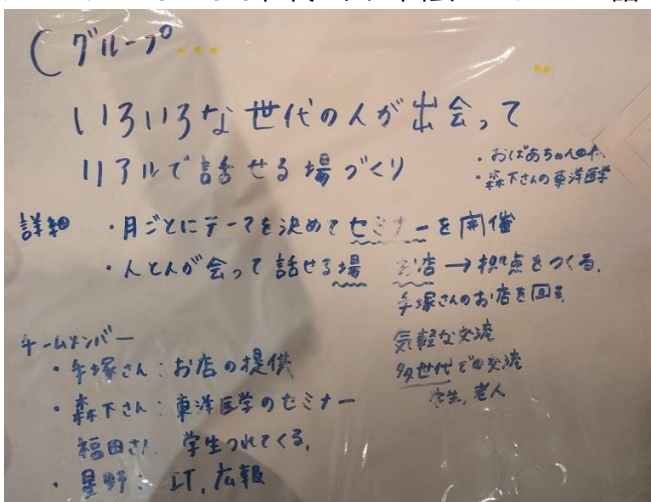 Cグループ
いろいろな世代の人が出会って
リアルで話せる場づくり
・おばあちゃんの
・森下さんの東洋医学
詳細
・月ごとにテーマを決めてセミナーを開催
・人と人が会って話せる場 お店→拠点をつくる。
手塚さんのお店を回る
気軽な交流
多世代での交流
学生、老人
チームメンバー
・手塚さん:お店の提供
・森下さん:東洋医学のセミナー
福田さん 学生つれてくる。
・星野:IT, 広報